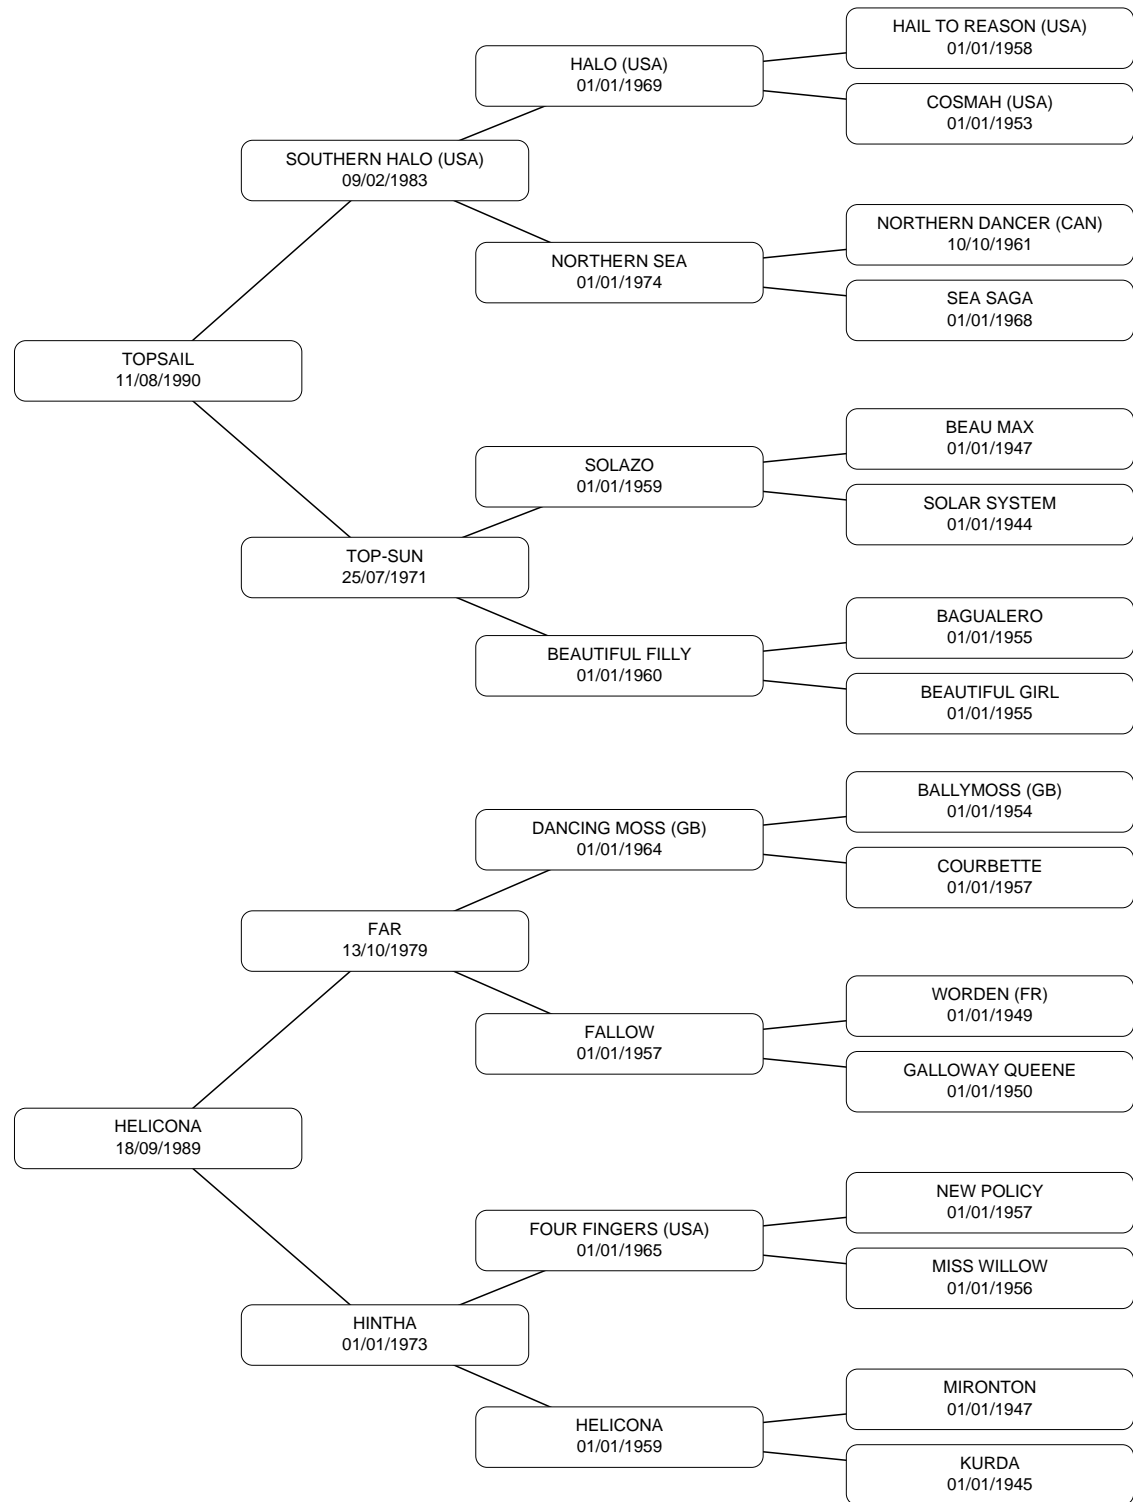 HAIL TO REASON (USA)
01/01/1958
HALO (USA)
01/01/1969
COSMAH (USA)
01/01/1953
SOUTHERN HALO (USA)
09/02/1983
NORTHERN DANCER (CAN)
10/10/1961
NORTHERN SEA
01/01/1974
SEA SAGA
01/01/1968
TOPSAIL
11/08/1990
BEAU MAX
01/01/1947
SOLAZO
01/01/1959
SOLAR SYSTEM
01/01/1944
TOP-SUN
25/07/1971
BAGUALERO
01/01/1955
BEAUTIFUL FILLY
01/01/1960
BEAUTIFUL GIRL
01/01/1955
BALLYMOSS (GB)
01/01/1954
DANCING MOSS (GB)
01/01/1964
COURBETTE
01/01/1957
FAR
13/10/1979
WORDEN (FR)
01/01/1949
FALLOW
01/01/1957
GALLOWAY QUEENE
01/01/1950
HELICONA
18/09/1989
NEW POLICY
01/01/1957
FOUR FINGERS (USA)
01/01/1965
MISS WILLOW
01/01/1956
HINTHA
01/01/1973
MIRONTON
01/01/1947
HELICONA
01/01/1959
KURDA
01/01/1945